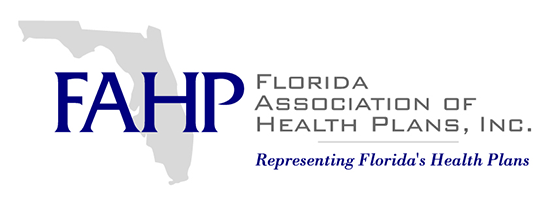 FAHP
Florida
Association of
Health Plans, Inc.
Representing Florida's Health Plans